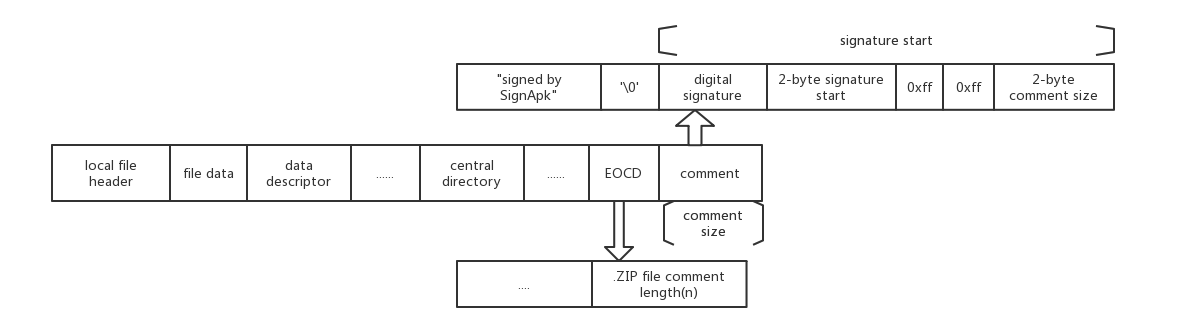 signature start
"signed by
SignApk"
'\0'
digital
signature
2-byte signature
start
0xff
0xff
2-byte
comment size
local file
header
file data
data
descriptor
......
central
directory
......
EOCD
comment
comment
size
....
.ZIP file comment
length(n)